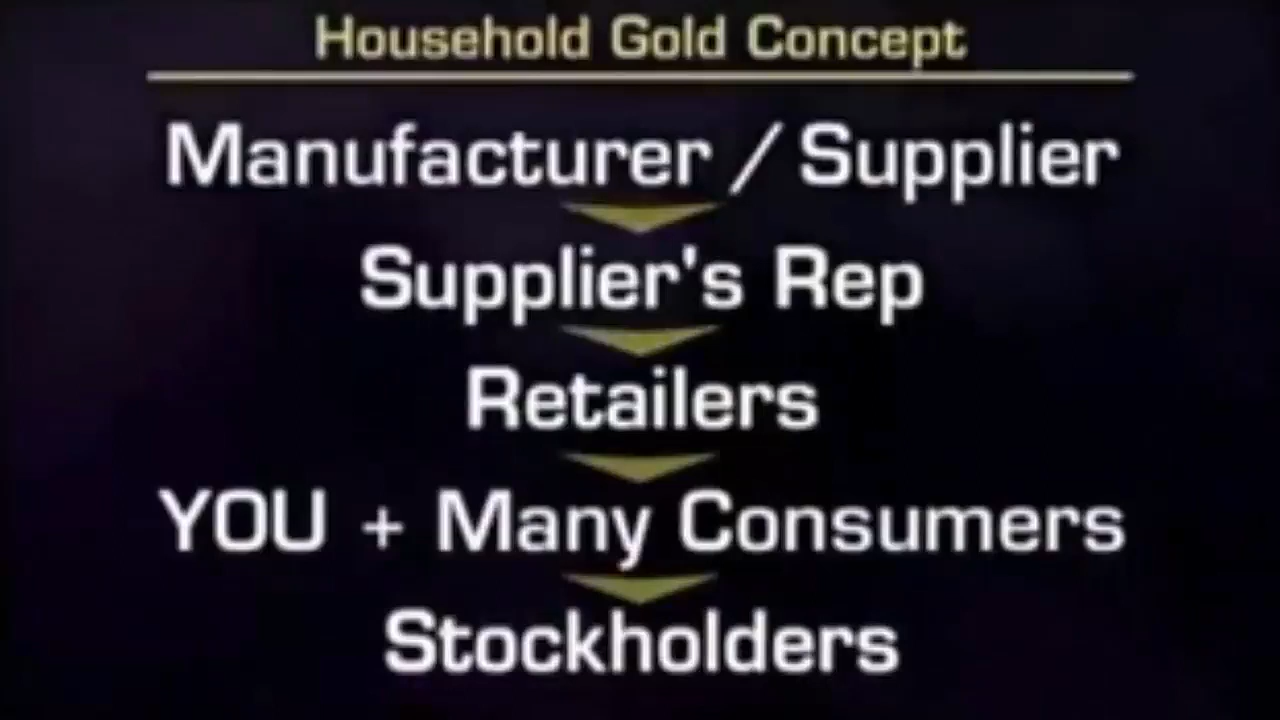 Household Gold Concept
Manufacturer / Supplier
Supplier's Rep
Retailers
YOU + Many Consumers
Stockholders